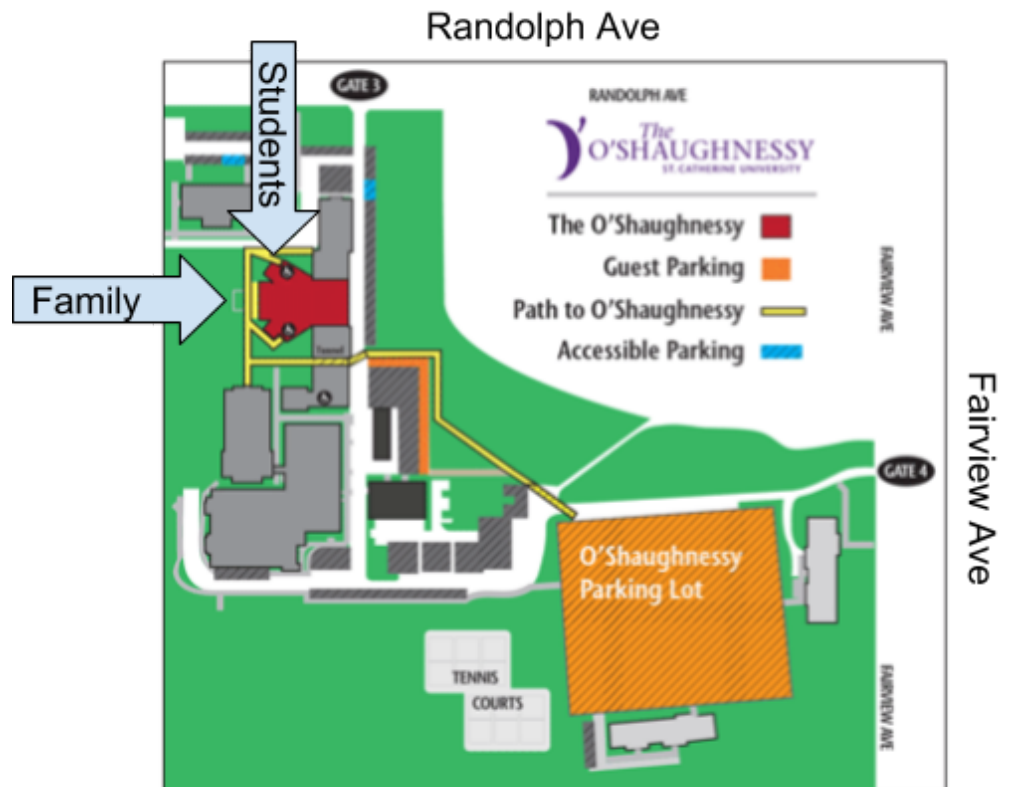 Randolph Ave
Students
GATE 3
RANDOLPH AVE
The
O'SHAUGHNESSY
ST. CATHERINE UNIVERSITY
The O'Shaughnessy
Guest Parking
Path to O'Shaughnessy
Accessible Parking
FAIRVIEW AVE
Family
Tunnel
Fairview Ave
GATE 4
O'Shaughnessy
Parking Lot
TENNIS
COURTS
FAIRVIEW AVE